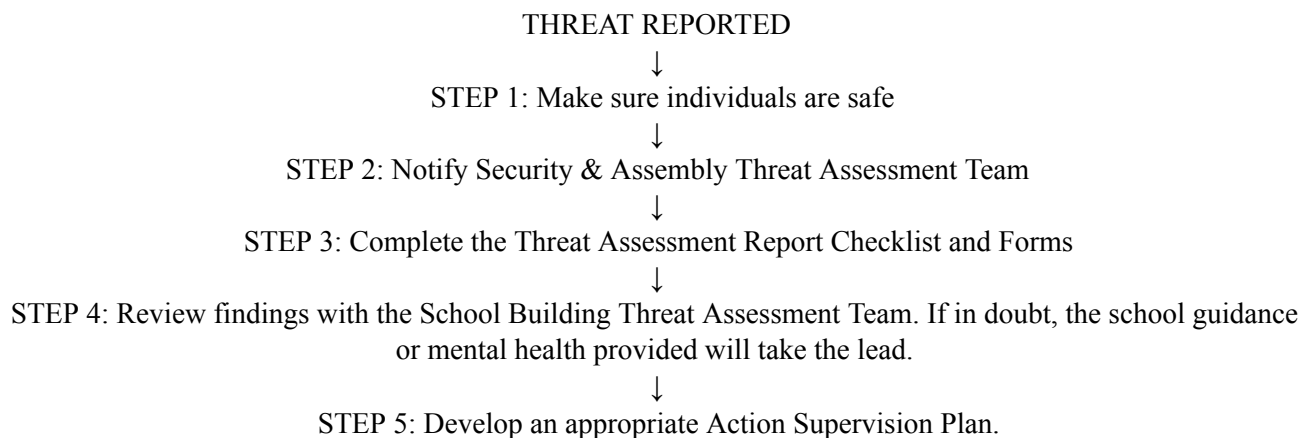 THREAT REPORTED
↓
STEP 1: Make sure individuals are safe
↓
STEP 2: Notify Security & Assembly Threat Assessment Team
↓
STEP 3: Complete the Threat Assessment Report Checklist and Forms
↓
STEP 4: Review findings with the School Building Threat Assessment Team. If in doubt, the school guidance
or mental health provided will take the lead.
↓
STEP 5: Develop an appropriate Action Supervision Plan.